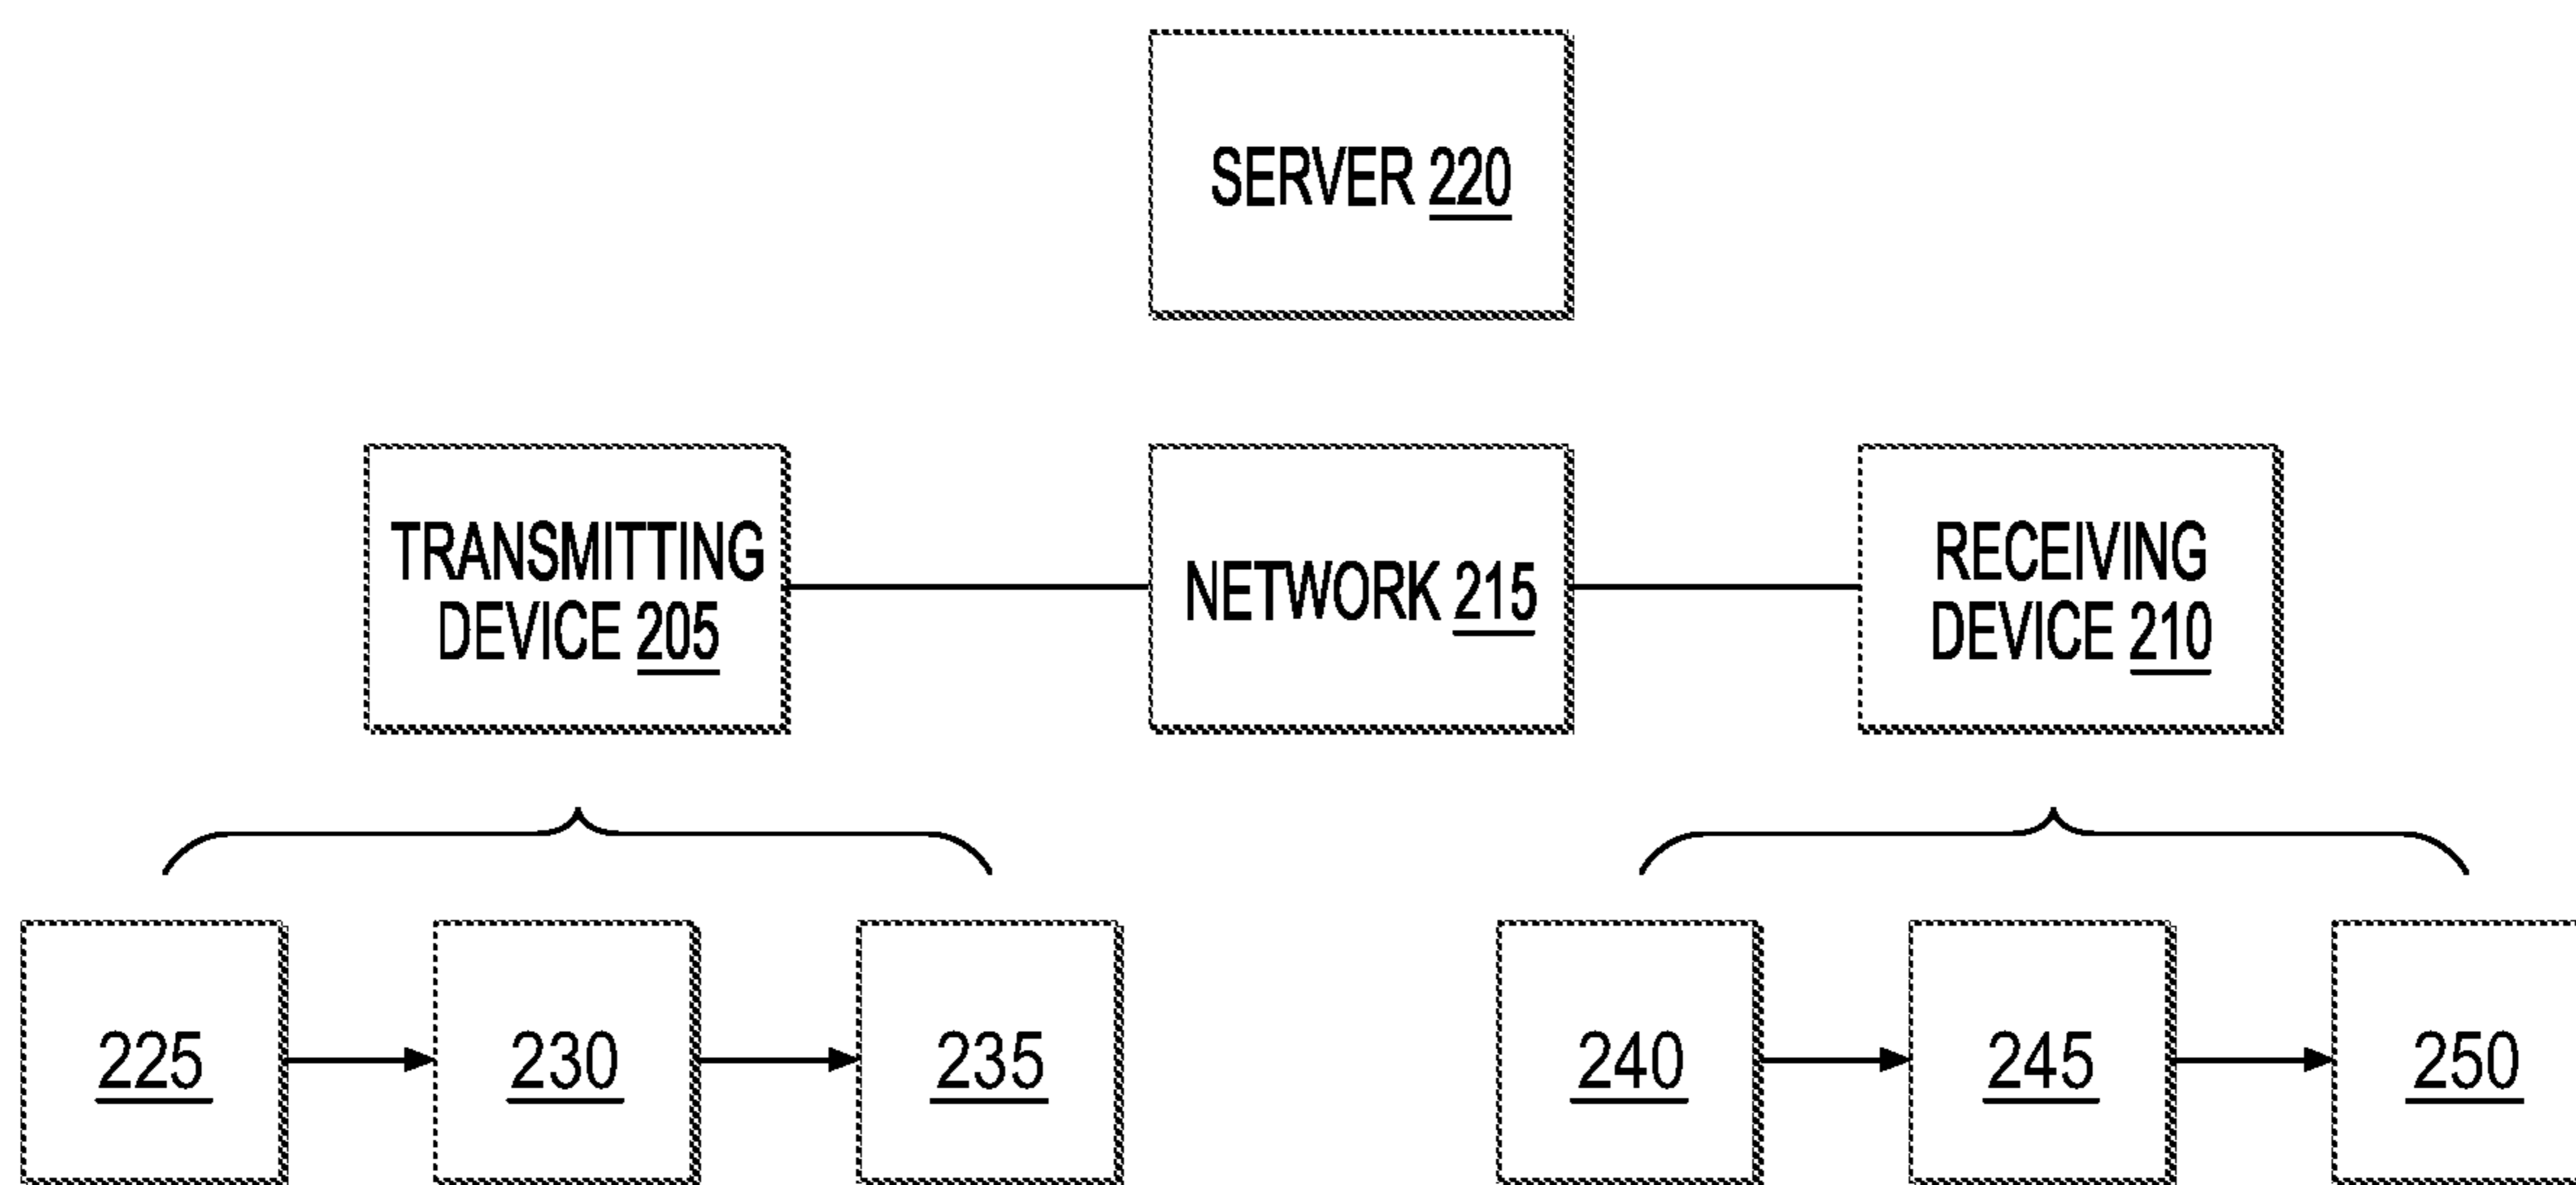 SERVER 220
TRANSMITTING
DEVICE 205
NETWORK 215
RECEIVING
DEVICE 210
225
230
235
240
245
250